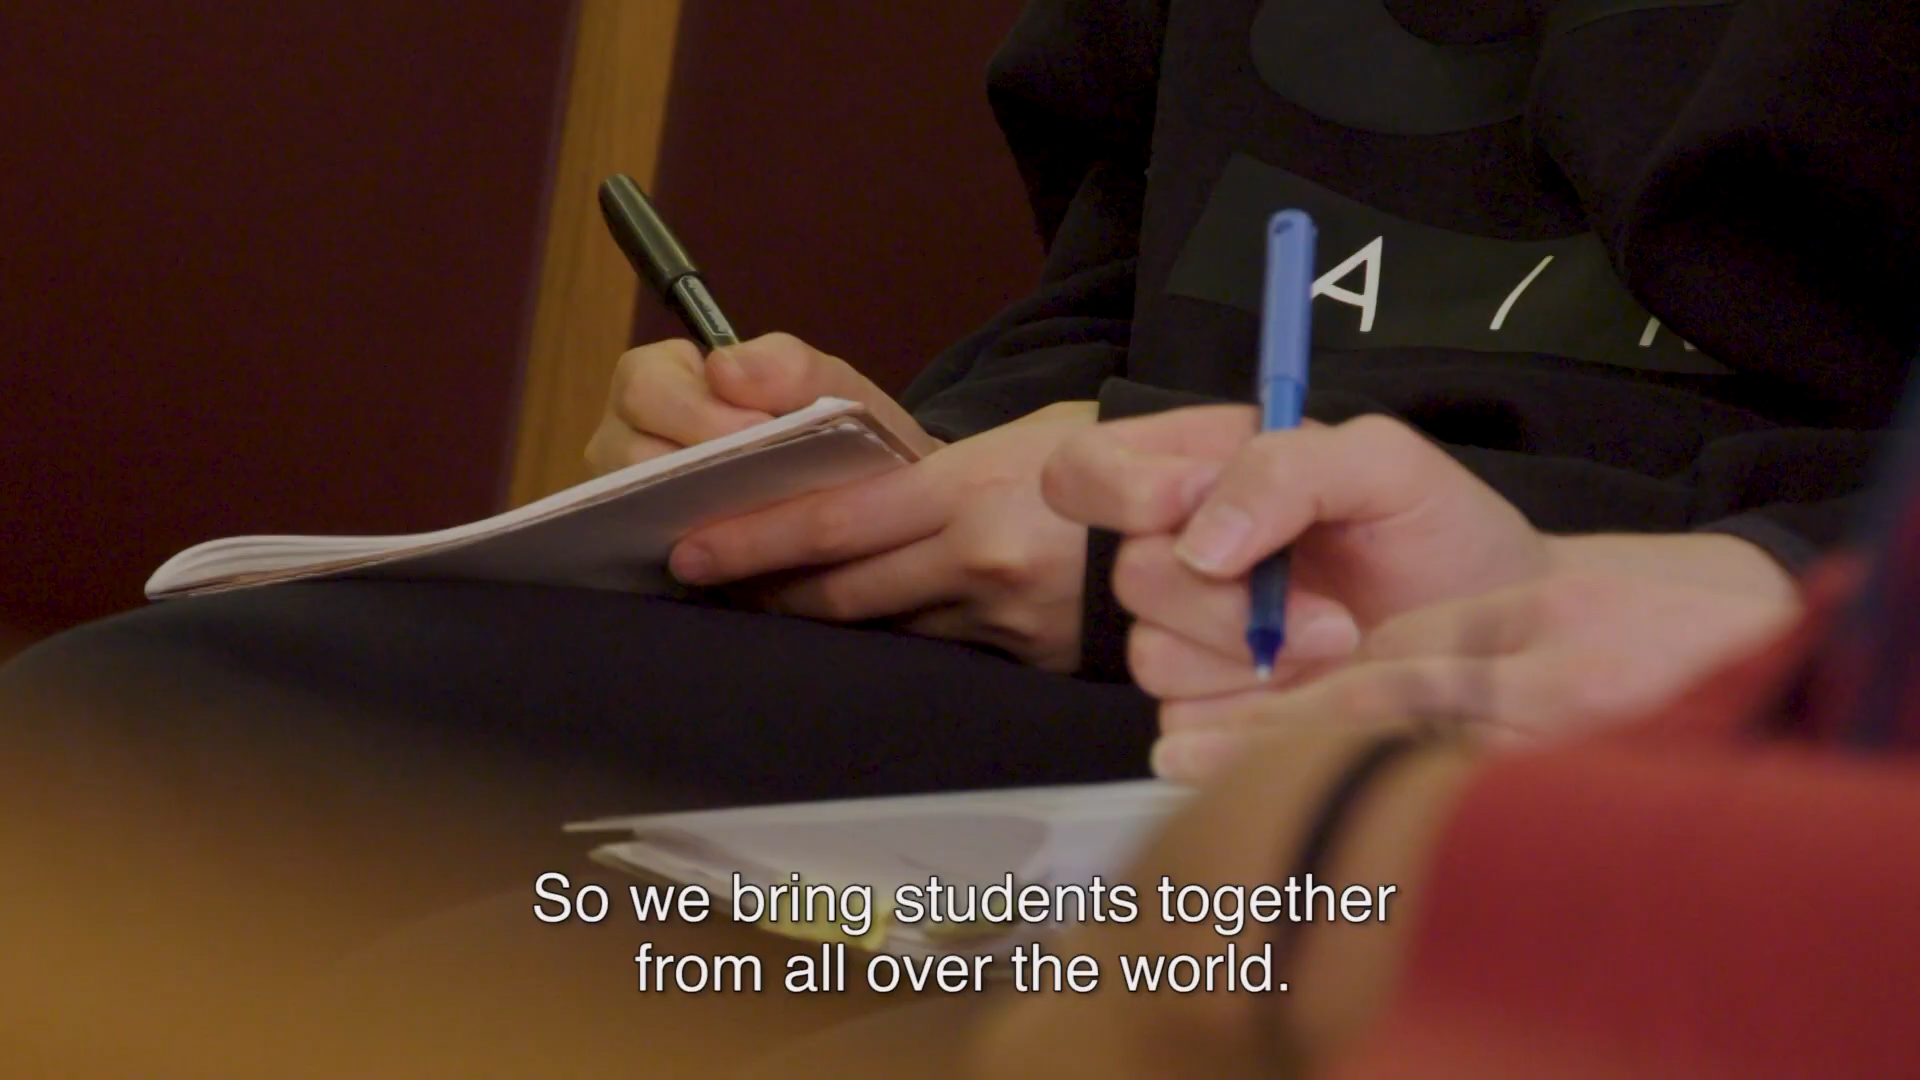 A I
So we bring students together
from all over the world.